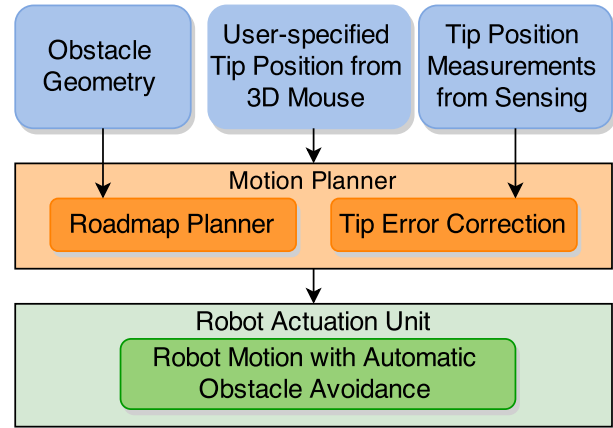 Obstacle
Geometry
User-specified
Tip Position from
3D Mouse
Tip Position
Measurements
from Sensing
Motion Planner
Roadmap Planner
Tip Error Correction
Robot Actuation Unit
Robot Motion with Automatic
Obstacle Avoidance